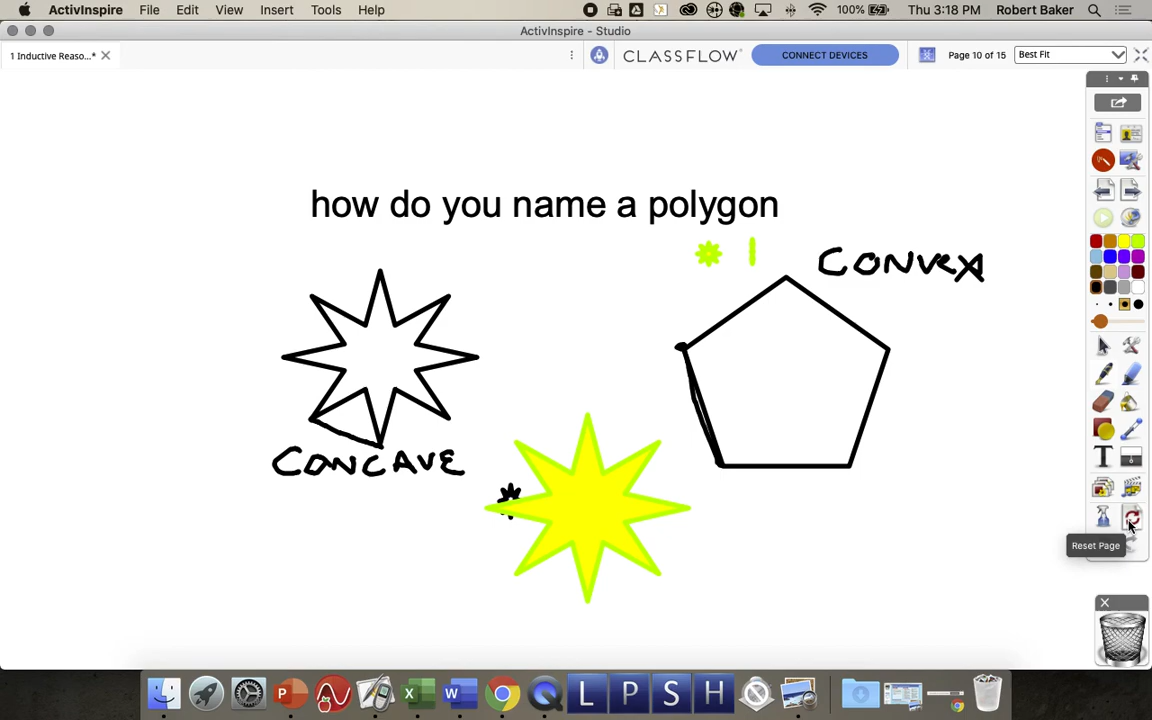 ActivInspire File Edit View Insert Tools Help 100% Thu 3:18 PM Robert Baker
ActivInspire - Studio
1 Inductive Reaso...* CLASSFLOW CONNECT DEVICES Page 10 of 15 Best Fit
how do you name a polygon
* 1 CONVEX
CONCAVE
*
T
Reset Page
X
P X W L P S H